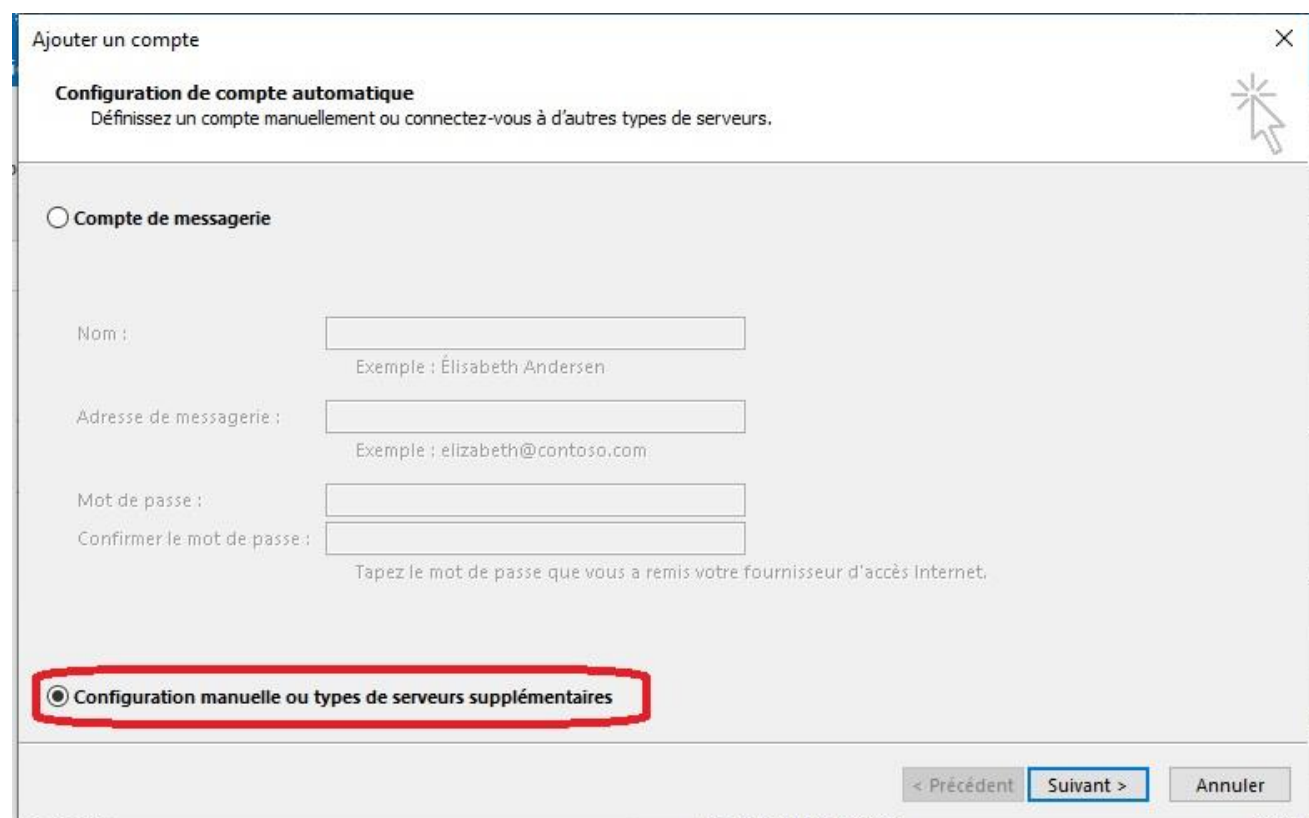 Ajouter un compte
Configuration de compte automatique
Définissez un compte manuellement ou connectez-vous à d'autres types de serveurs.
Compte de messagerie
Nom :
Exemple : Élisabeth Andersen
Adresse de messagerie :
Exemple : elizabeth@contoso.com
Mot de passe :
Confirmer le mot de passe :
Tapez le mot de passe que vous a remis votre fournisseur d'accès Internet.
Configuration manuelle ou types de serveurs supplémentaires
< Précédent Suivant > Annuler